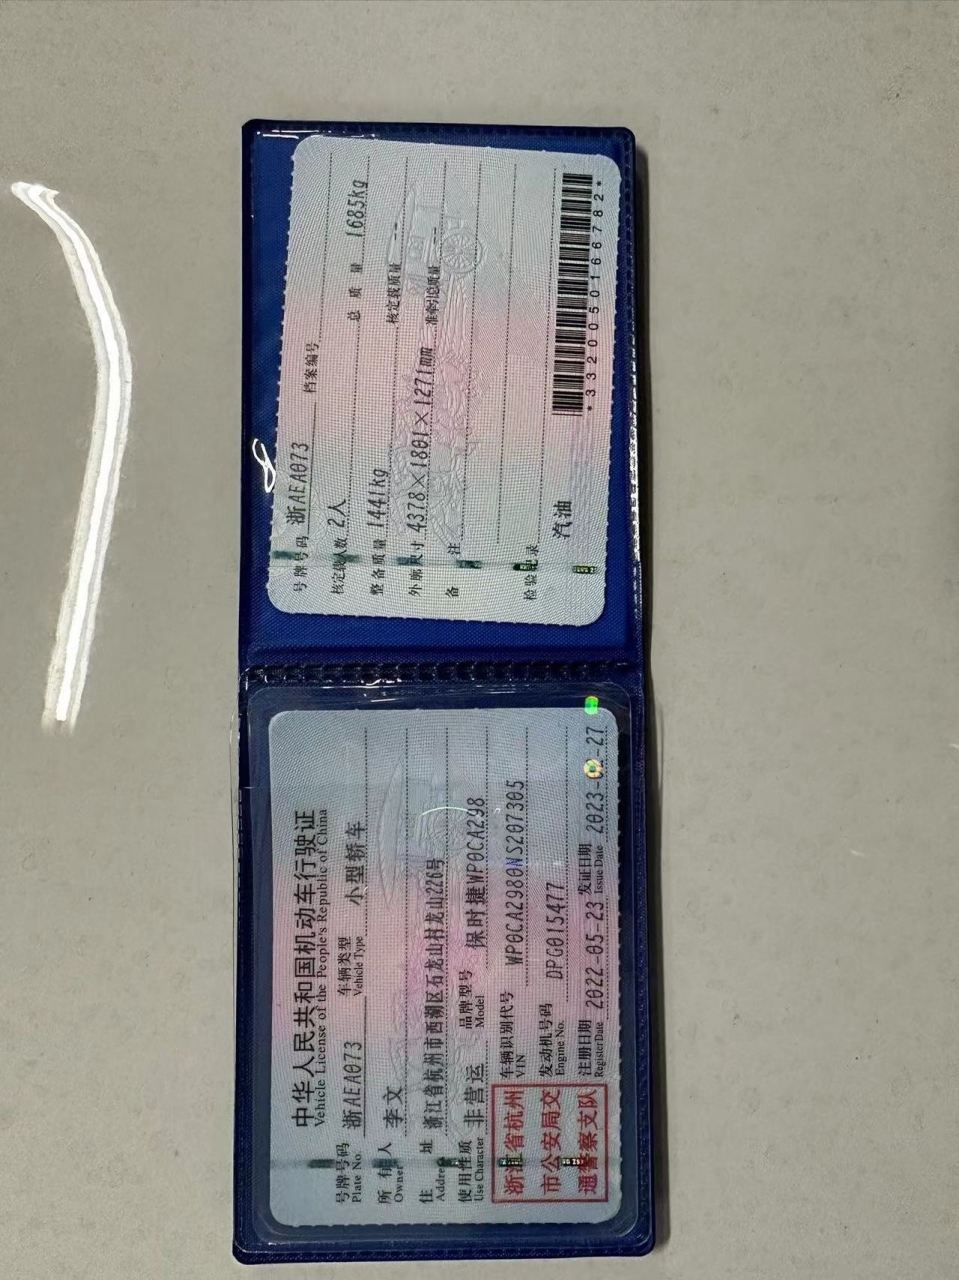 中华人民共和国机动车行驶证
Vehicle License of the People's Republic of China
号牌号码 浙AEA073 车辆类型 小型轿车
Plate No. Vehicle Type
所有人 李文
Owner
住址 浙江省杭州市西湖区石龙山村龙山226号
Address
使用性质 非营运 品牌型号 保时捷WP0CA298
Use Character Model
浙江省杭州
市公安局交
通警察支队
车辆识别代号 WP0CA2980NS207305
VIN
发动机号码 DPG015477
Engine No.
注册日期 2022-05-23 发证日期 2023-02-27
Register Date Issue Date
号牌号码 浙AEA073 档案编号
核定载人数 2人 总质量 1685kg
整备质量 1441kg 核定载质量 --
外廓尺寸 4378×1801×1271mm 准牵引总质量 --
备注
检验记录
汽油
*3320050166782*